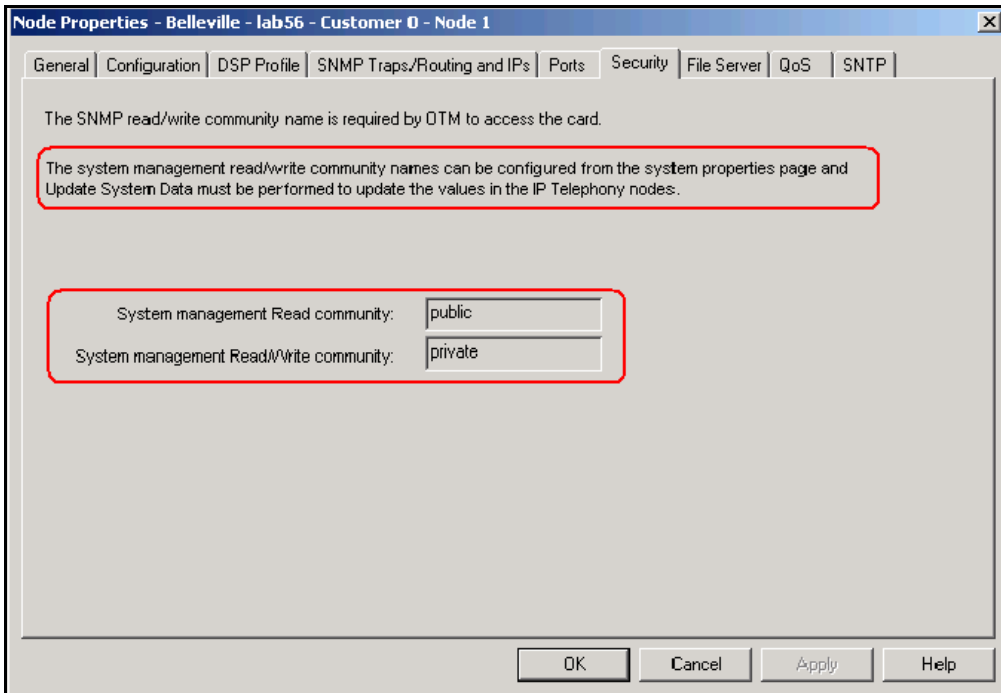 Node Properties - Belleville - lab56 - Customer 0 - Node 1
General Configuration DSP Profile SNMP Traps/Routing and IPs Ports Security File Server QoS SNTP
The SNMP read/write community name is required by OTM to access the card.
The system management read/write community names can be configured from the system properties page and
Update System Data must be performed to update the values in the IP Telephony nodes.
System management Read community: public
System management Read/Write community: private
OK Cancel Apply Help